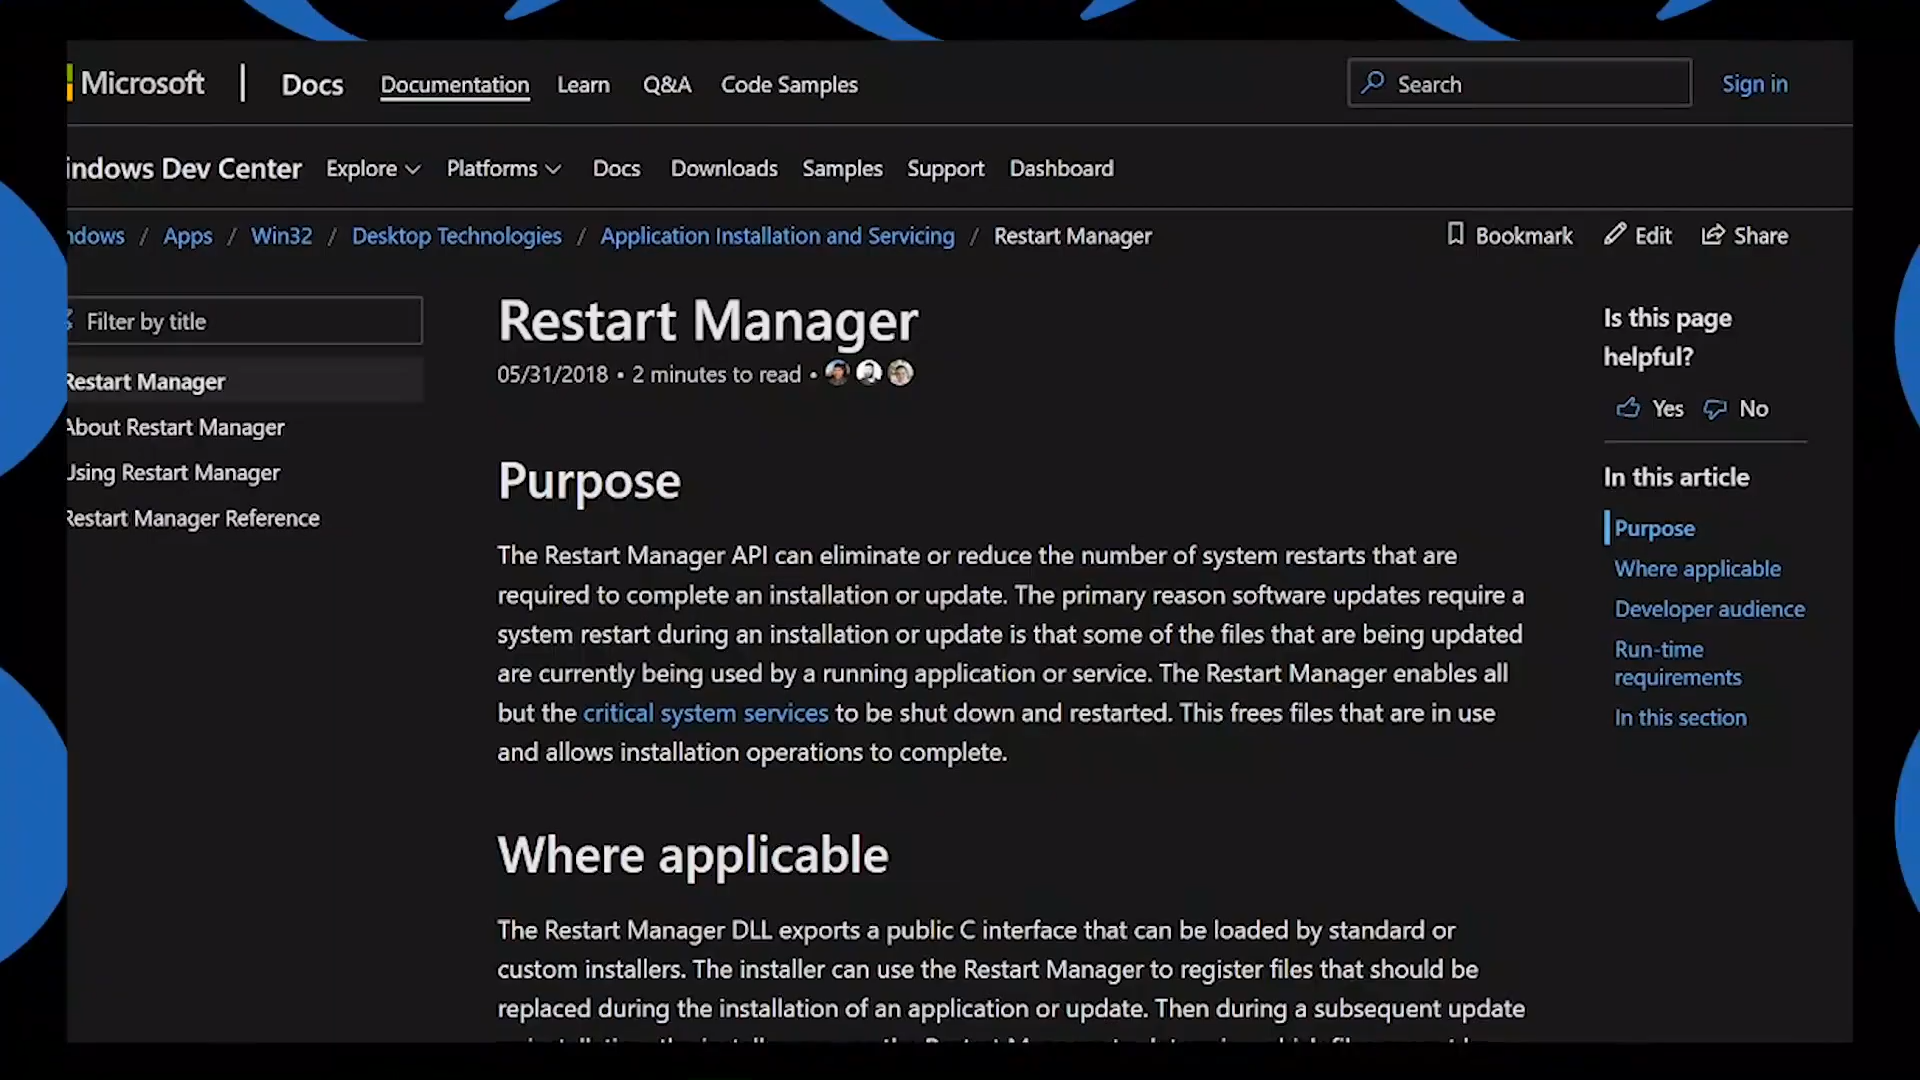 Microsoft
Docs
Documentation
Learn
Q&A
Code Samples
Search
Sign in
indows Dev Center
Explore
Platforms
Docs
Downloads
Samples
Support
Dashboard
ndows / Apps / Win32 / Desktop Technologies / Application Installation and Servicing / Restart Manager
Bookmark
Edit
Share
Filter by title
Restart Manager
About Restart Manager
Using Restart Manager
Restart Manager Reference
Restart Manager
05/31/2018 • 2 minutes to read •
Purpose
The Restart Manager API can eliminate or reduce the number of system restarts that are
required to complete an installation or update. The primary reason software updates require a
system restart during an installation or update is that some of the files that are being updated
are currently being used by a running application or service. The Restart Manager enables all
but the critical system services to be shut down and restarted. This frees files that are in use
and allows installation operations to complete.
Where applicable
The Restart Manager DLL exports a public C interface that can be loaded by standard or
custom installers. The installer can use the Restart Manager to register files that should be
replaced during the installation of an application or update. Then during a subsequent update
Is this page
helpful?
Yes
No
In this article
Purpose
Where applicable
Developer audience
Run-time
requirements
In this section